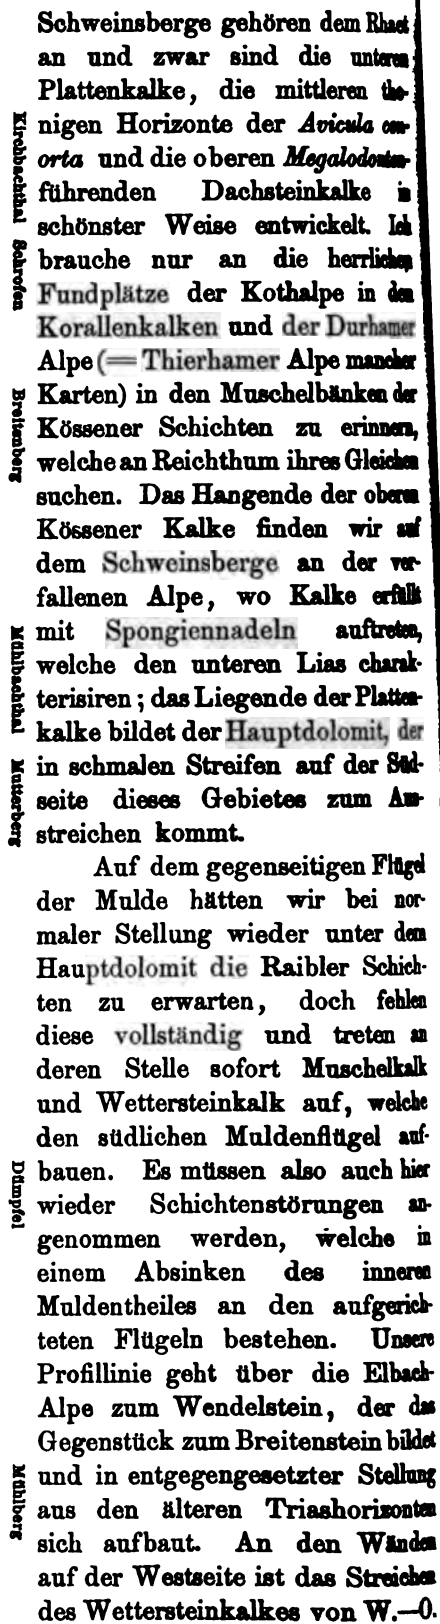 Schweinsberge gehören dem Rhaet
an und zwar sind die unteren
Plattenkalke, die mittleren tho-
nigen Horizonte der Avicula con-
orta und die oberen Megalodonten-
führenden Dachsteinkalke in
schönster Weise entwickelt. Ich
brauche nur an die herrlichen
Fundplätze der Kothalpe in den
Korallenkalken und der Durhamer
Alpe (= Thierhamer Alpe mancher
Karten) in den Muschelbänken der
Kössener Schichten zu erinnern,
welche an Reichthum ihres Gleichen
suchen. Das Hangende der oberen
Kössener Kalke finden wir auf
dem Schweinsberge an der ver-
fallenen Alpe, wo Kalke erfüllt
mit Spongiennadeln auftreten,
welche den unteren Lias charak-
terisiren; das Liegende der Platten-
kalke bildet der Hauptdolomit, der
in schmalen Streifen auf der Süd-
seite dieses Gebietes zum Aus-
streichen kommt.
Auf dem gegenseitigen Flügel
der Mulde hätten wir bei nor-
maler Stellung wieder unter dem
Hauptdolomit die Raibler Schich-
ten zu erwarten, doch fehlen
diese vollständig und treten an
deren Stelle sofort Muschelkalk
und Wettersteinkalk auf, welche
den südlichen Muldenflügel auf-
bauen. Es müssen also auch hier
wieder Schichtenstörungen an-
genommen werden, welche in
einem Absinken des inneren
Muldentheiles an den aufgerich-
teten Flügeln bestehen. Unsere
Profillinie geht über die Elbach-
Alpe zum Wendelstein, der das
Gegenstück zum Breitenstein bildet
und in entgegengesetzter Stellung
aus den älteren Triashorizonten
sich aufbaut. An den Wänden
auf der Westseite ist das Streichen
des Wettersteinkalkes von W.—O.
Kirchbachthal Schrofen
Breitenberg
Mühlbachthal Mutterberg
Dümpfel
Mühlberg